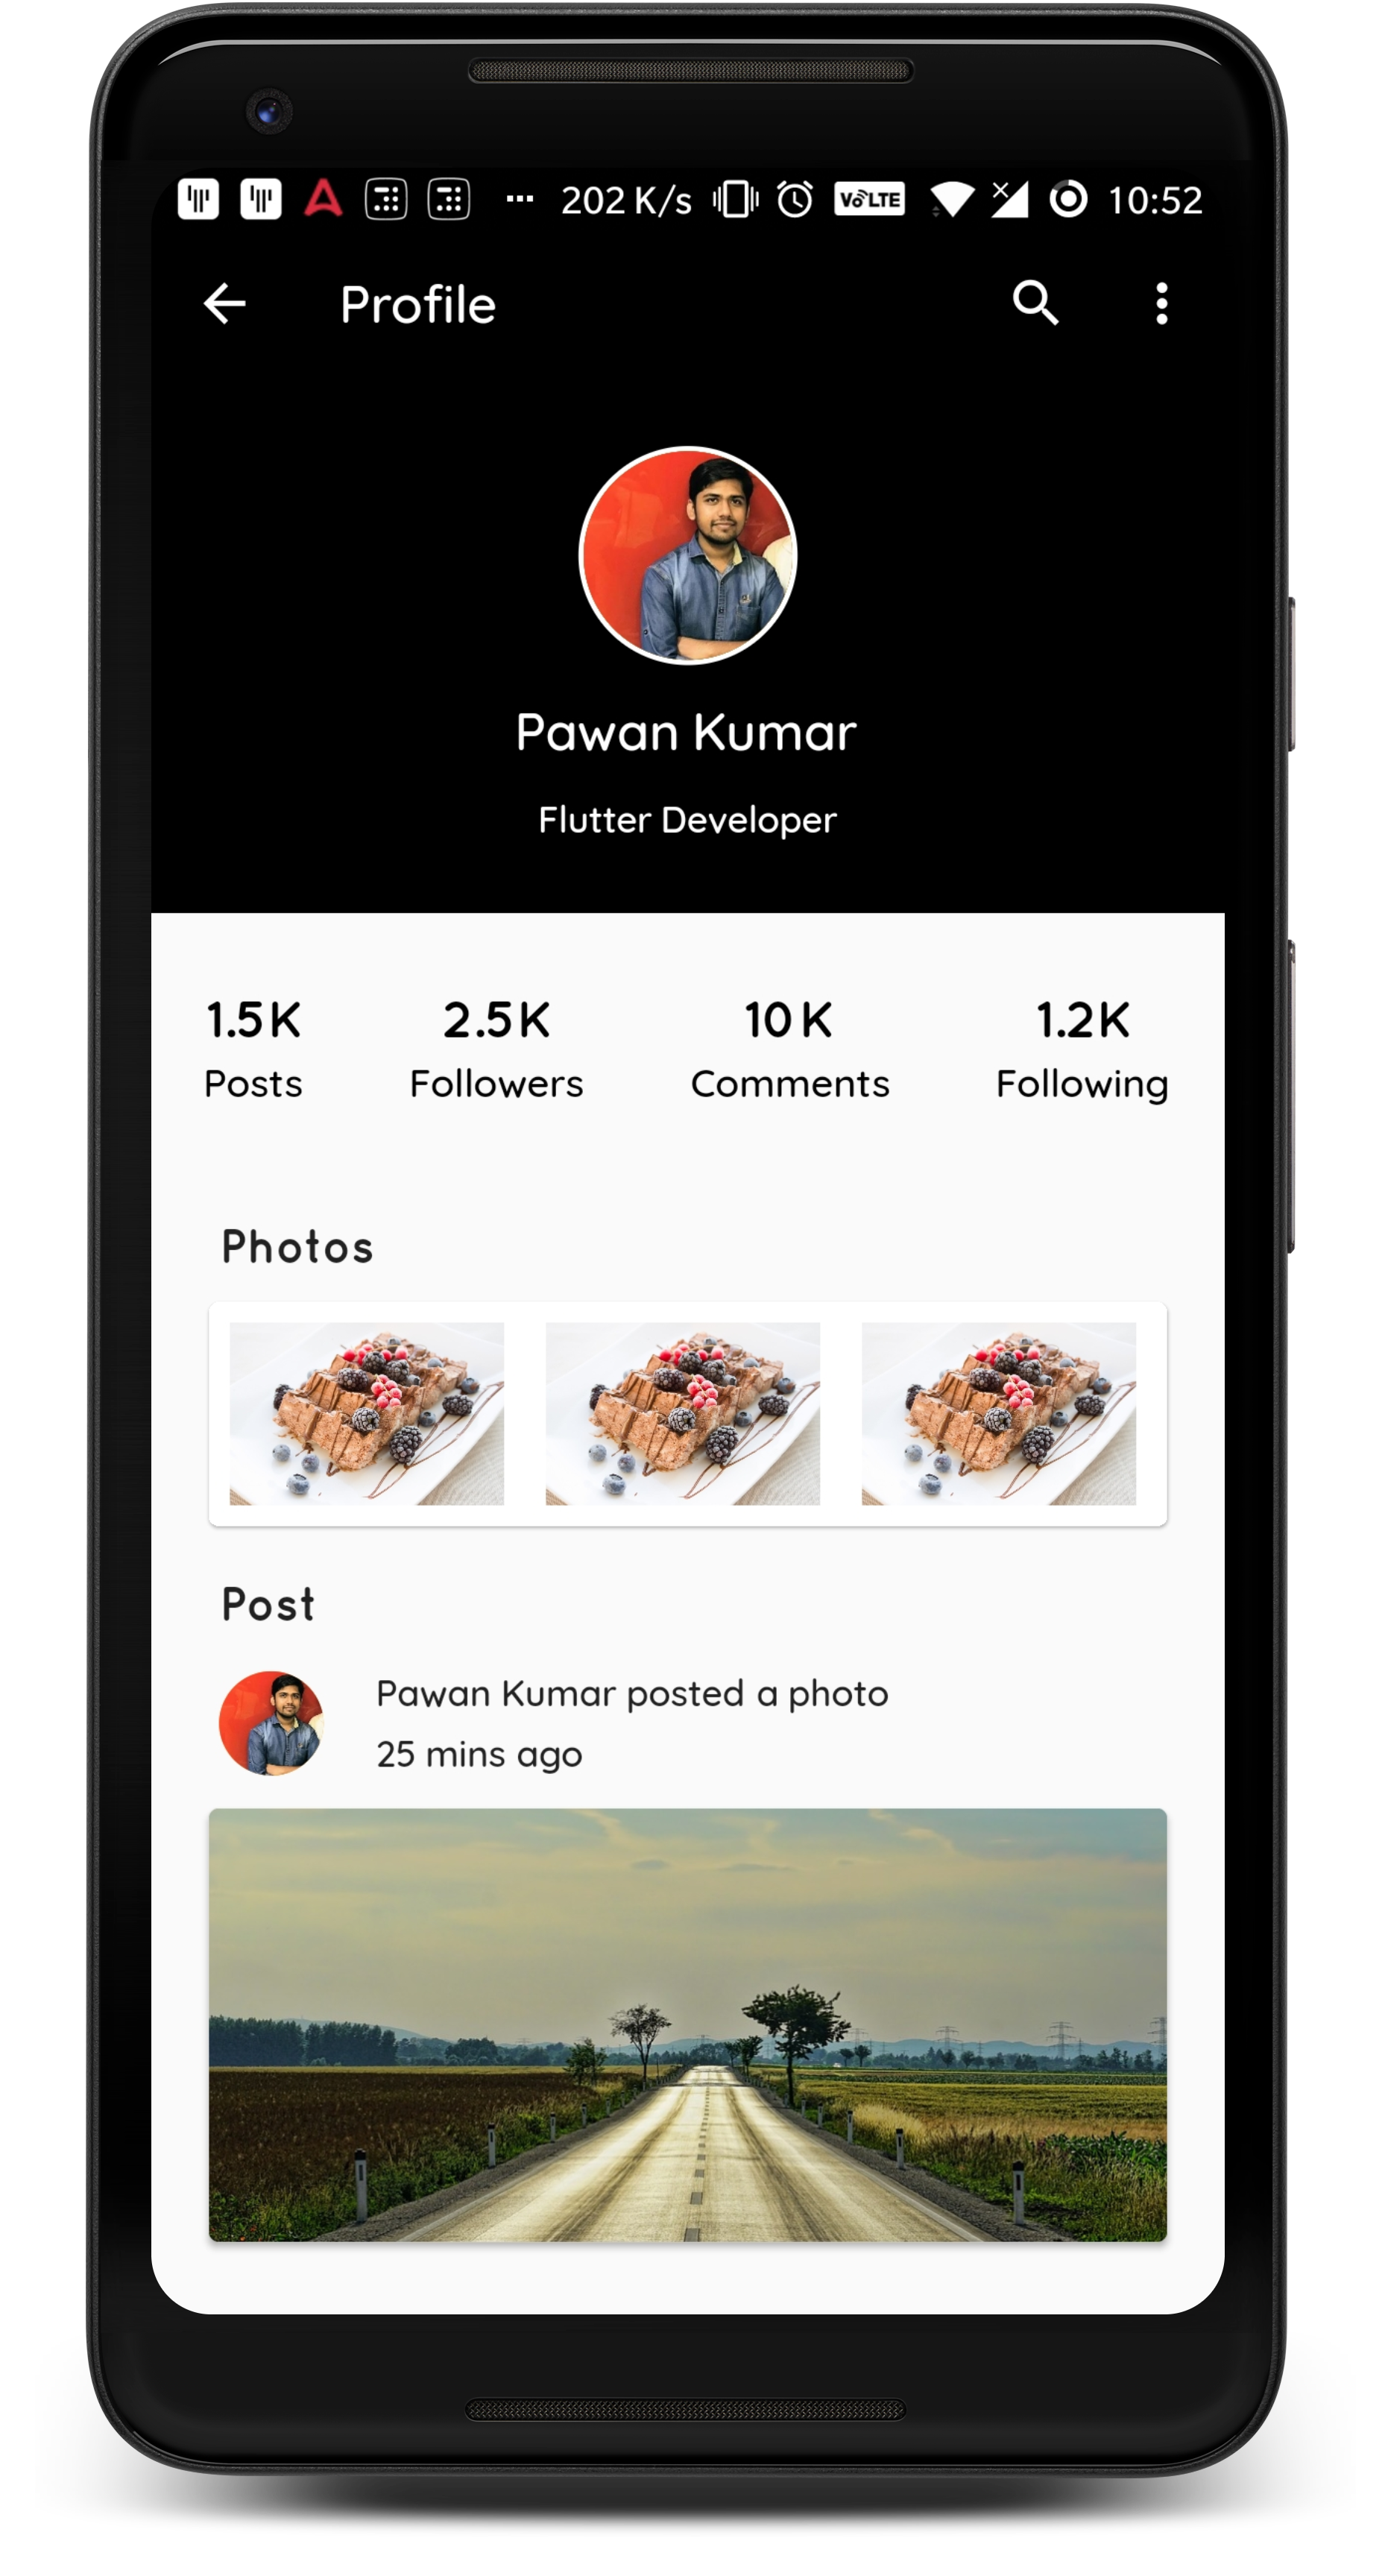 202 K/s VoLTE 10:52
Profile
Pawan Kumar
Flutter Developer
1.5K 2.5K 10 K 1.2K
Posts Followers Comments Following
Photos
Post
Pawan Kumar posted a photo
25 mins ago